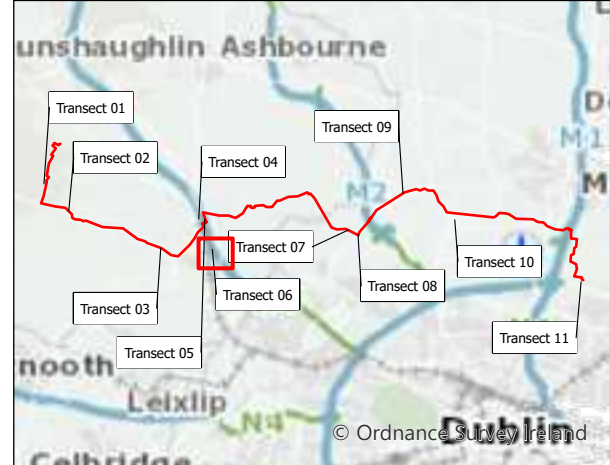 unshaughlin Ashbourne
Transect 01
Transect 09
Transect 02
Transect 04
M1
M2
Transect 07
Transect 10
Transect 08
Transect 06
Transect 03
Transect 11
Transect 05
nooth
Leixlip
N4
Dublin
© Ordnance Survey Ireland
Celbridge